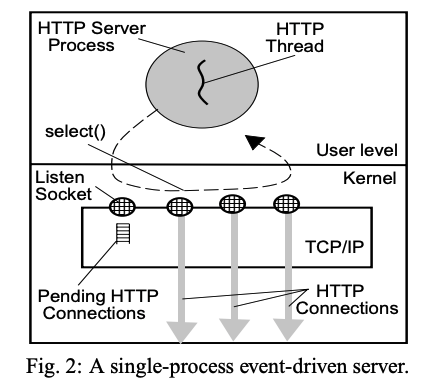 HTTP Server
Process
HTTP
Thread
select()
User level
Listen
Socket
Kernel
TCP/IP
Pending HTTP
Connections
HTTP
Connections
Fig. 2: A single-process event-driven server.